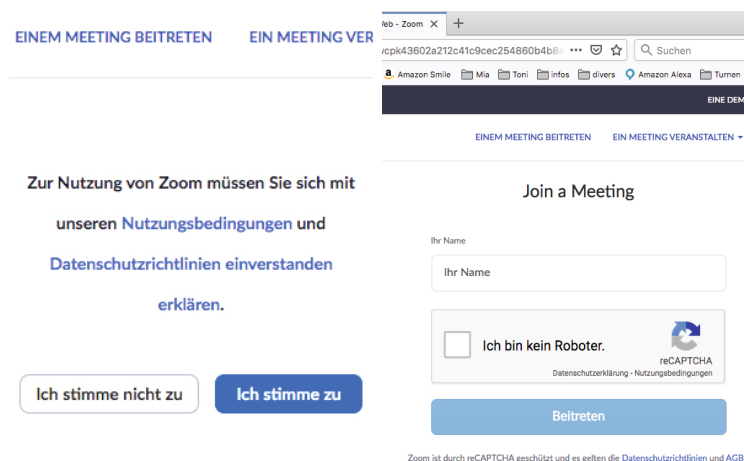 EINEM MEETING BEITRETEN EIN MEETING VER
Zur Nutzung von Zoom müssen Sie sich mit
unseren Nutzungsbedingungen und
Datenschutzrichtlinien einverstanden
erklären.
Ich stimme nicht zu Ich stimme zu
Web - Zoom × +
••• Suchen
a. Amazon Smile Mia Toni infos divers Amazon Alexa Turnen
EINE DEM
EINEM MEETING BEITRETEN EIN MEETING VERANSTALTEN
Join a Meeting
Ihr Name
Ihr Name
Ich bin kein Roboter.
reCAPTCHA
Datenschutzerklärung - Nutzungsbedingungen
Beitreten
Zoom ist durch reCAPTCHA geschützt und es gelten die Datenschutzrichtlinien und AGB